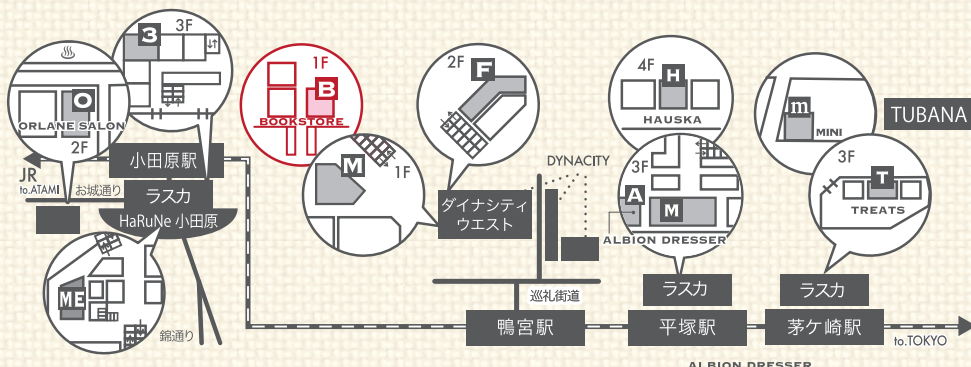 3F
3
O
ORLANE SALON
2F
1F
B
BOOKSTORE
2F
F
4F
H
HAUSKA
m
MINI
TUBANA
M
1F
DYNACITY
3F
A
M
ALBION DRESSER
3F
T
TREATS
小田原駅
JR
to.ATAMI
お城通り
ラスカ
HaRuNe 小田原
ダイナシティ
ウエスト
ME
錦通り
巡礼街道
ラスカ
ラスカ
鴨宮駅
平塚駅
茅ケ崎駅
to.TOKYO
ALBION DRESSER